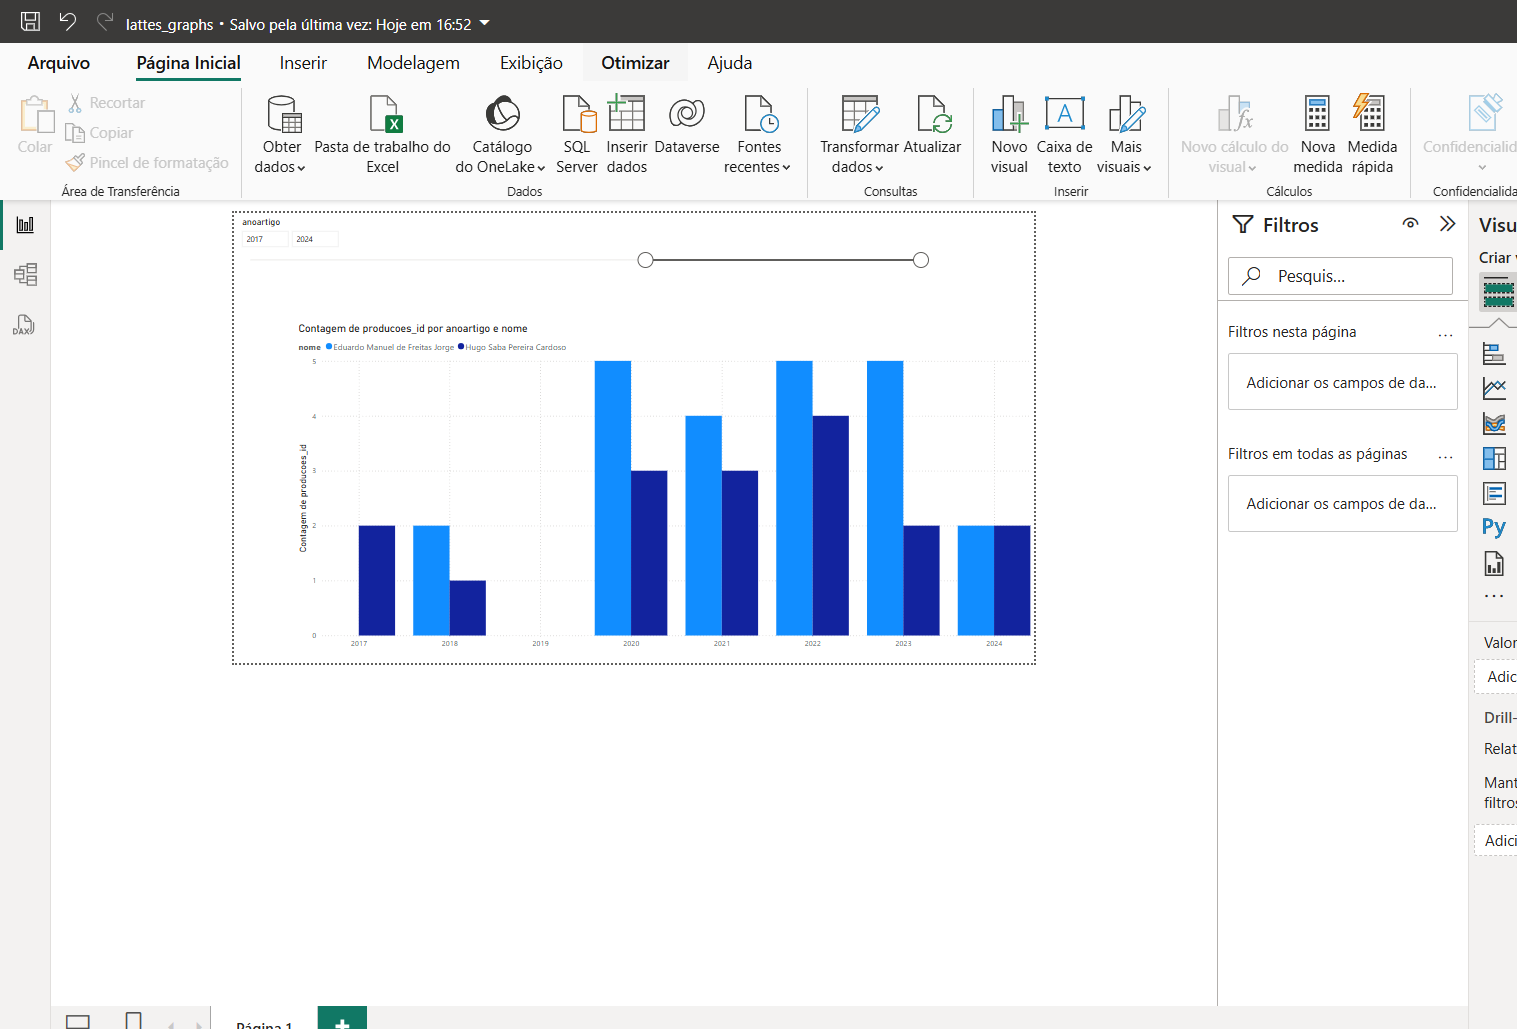 lattes_graphs • Salvo pela última vez: Hoje em 16:52
Arquivo Página Inicial Inserir Modelagem Exibição Otimizar Ajuda
Colar
Recortar
Copiar
Pincel de formatação
Área de Transferência
Obter dados
Pasta de trabalho do Excel
Catálogo do OneLake
SQL Server
Inserir dados
Dataverse
Fontes recentes
Dados
Transformar dados
Atualizar
Consultas
Novo visual
Caixa de texto
Mais visuais
Inserir
Novo cálculo do visual
Nova medida
Medida rápida
Cálculos
Confidencialid
Confidencialida
DAX
anoartigo
2017 2024
Contagem de producoes_id por anoartigo e nome
nome Eduardo Manuel de Freitas Jorge Hugo Saba Pereira Cardoso
Contagem de producoes_id
5
4
3
2
1
0
2017 2018 2019 2020 2021 2022 2023 2024
Filtros
Pesquis...
Filtros nesta página ...
Adicionar os campos de da...
Filtros em todas as páginas ...
Adicionar os campos de da...
Visu
Criar v
Py
...
Valor
Adic
Drill-
Relat
Mant
filtros
Adici
Página 1